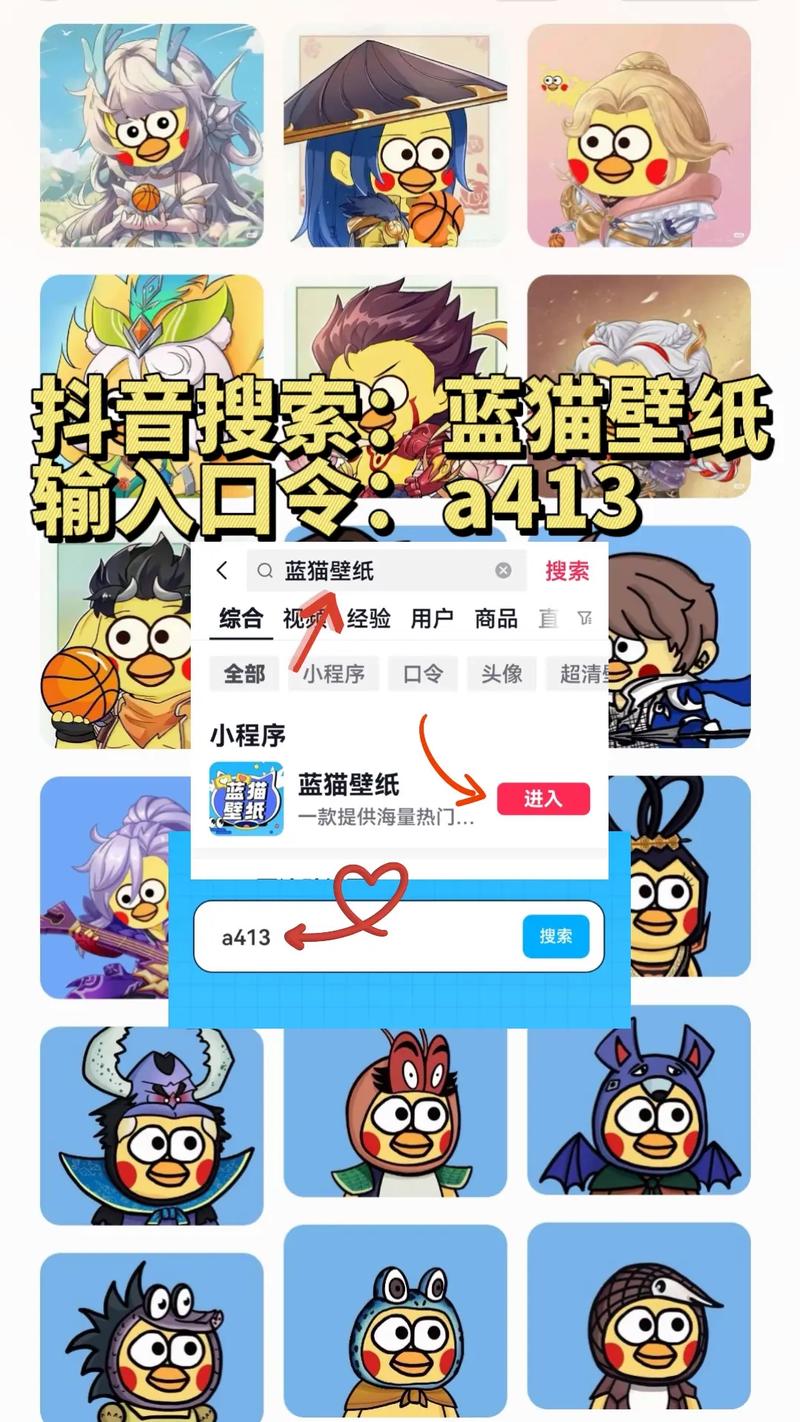 抖音搜索：蓝猫壁纸
输入口令：a413
蓝猫壁纸
搜索
综合 视频 经验 用户 商品 直
全部 小程序 口令 头像 超清
小程序
蓝猫壁纸
蓝猫壁纸
一款提供海量热门...
进入
a413
搜索